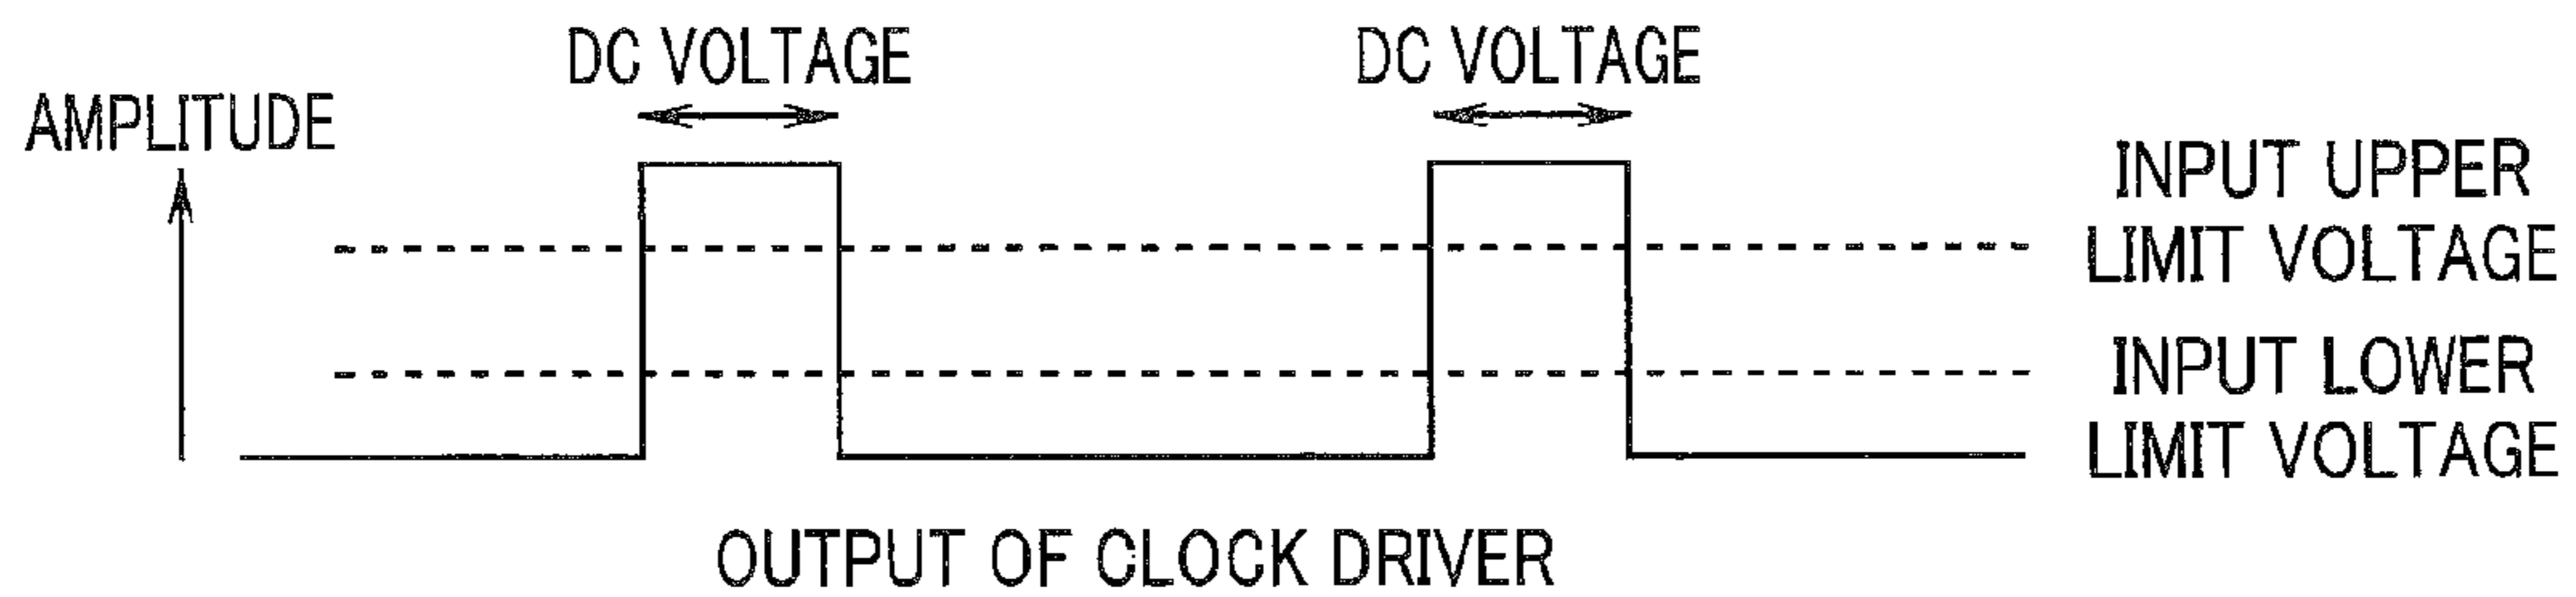 DC VOLTAGE
DC VOLTAGE
AMPLITUDE
INPUT UPPER
LIMIT VOLTAGE
INPUT LOWER
LIMIT VOLTAGE
OUTPUT OF CLOCK DRIVER